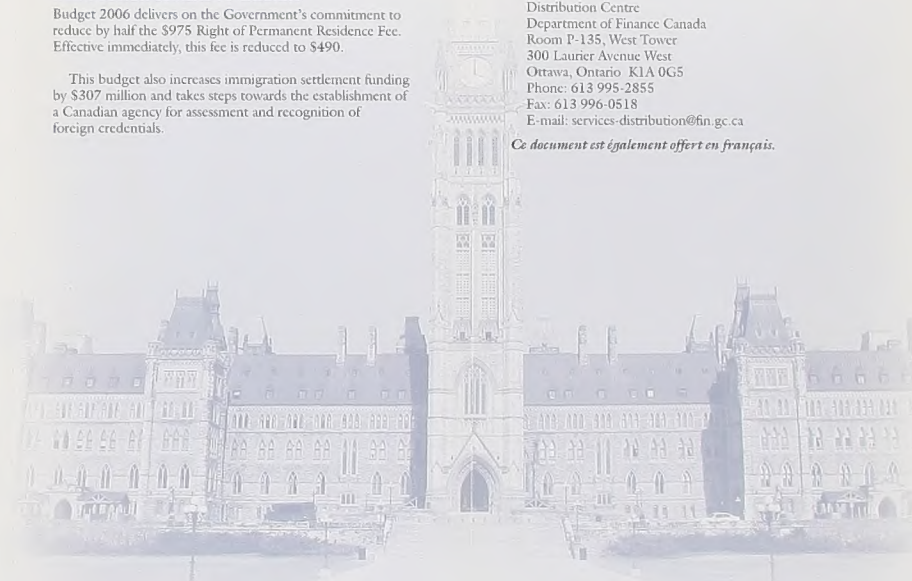 Budget 2006 delivers on the Government's commitment to
reduce by half the $975 Right of Permanent Residence Fee.
Effective immediately, this fee is reduced to $490.
This budget also increases immigration settlement funding
by $307 million and takes steps towards the establishment of
a Canadian agency for assessment and recognition of
foreign credentials.
Distribution Centre
Department of Finance Canada
Room P-135, West Tower
300 Laurier Avenue West
Ottawa, Ontario K1A 0G5
Phone: 613 995-2855
Fax: 613 996-0518
E-mail: services-distribution@fin.gc.ca
Ce document est également offert en français.